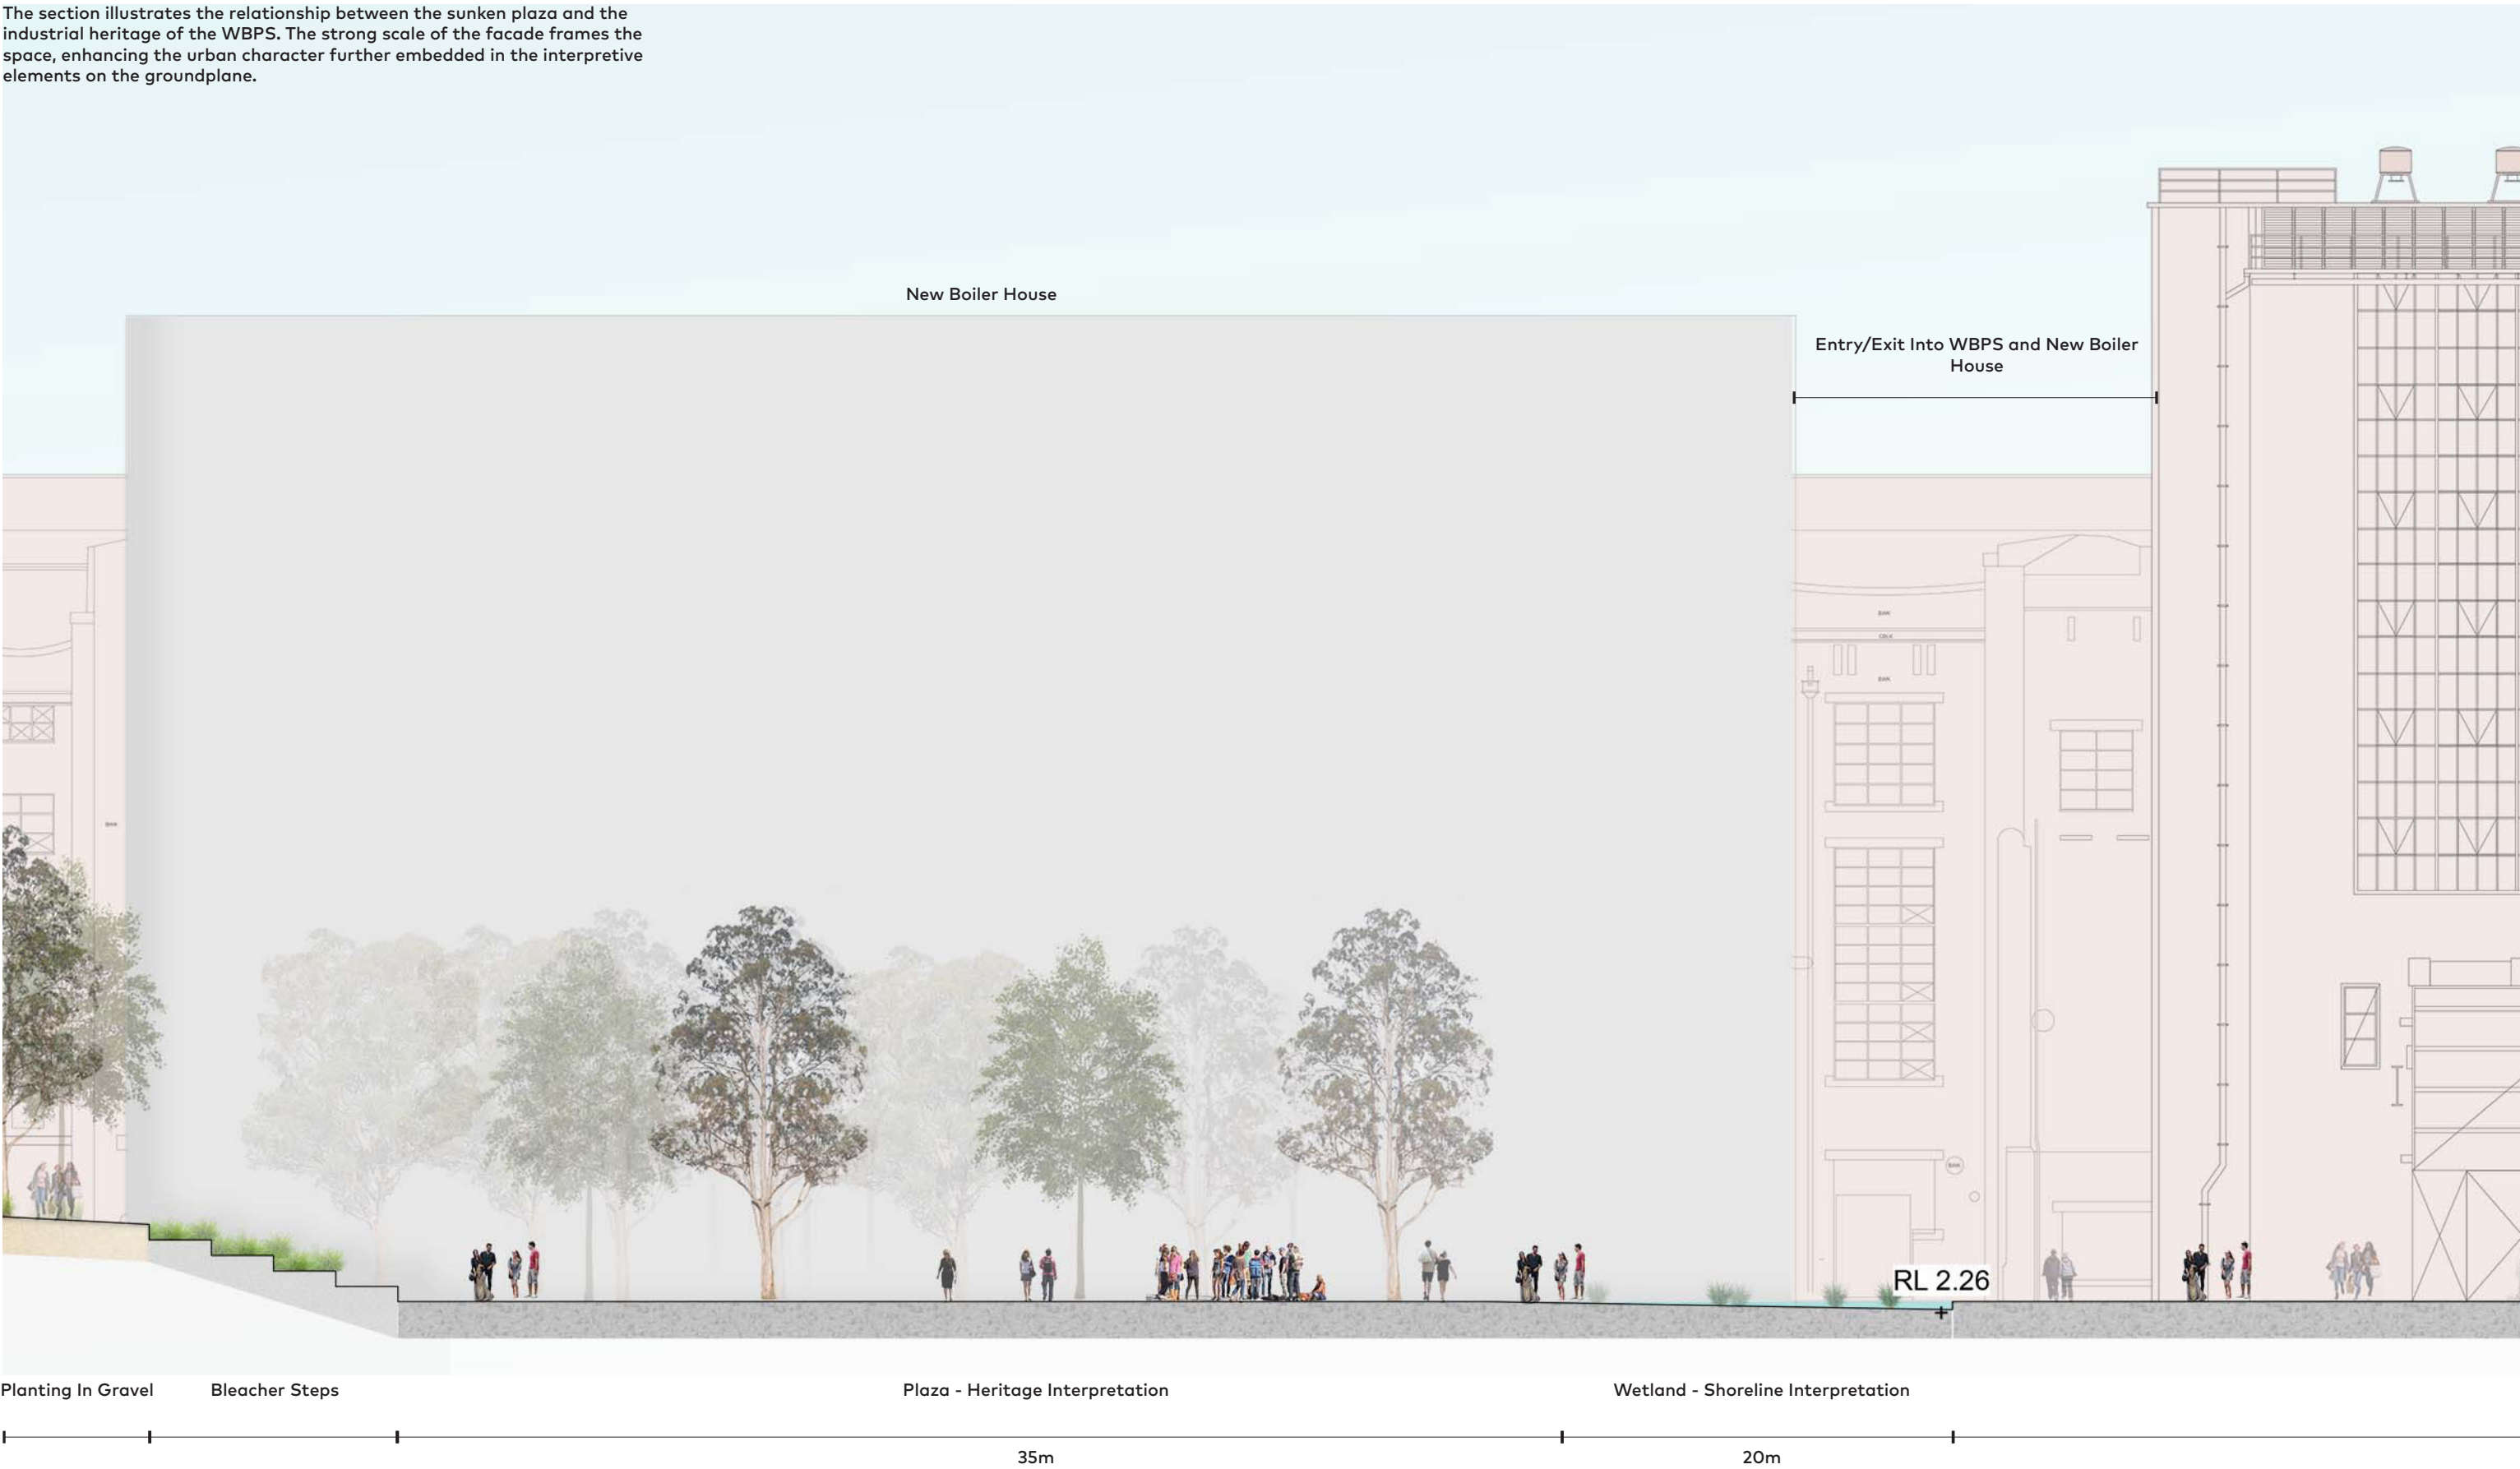 The section illustrates the relationship between the sunken plaza and the
industrial heritage of the WBPS. The strong scale of the facade frames the
space, enhancing the urban character further embedded in the interpretive
elements on the groundplane.
New Boiler House
Entry/Exit Into WBPS and New Boiler
House
RL 2.26
Planting In Gravel
Bleacher Steps
Plaza - Heritage Interpretation
Wetland - Shoreline Interpretation
35m
20m